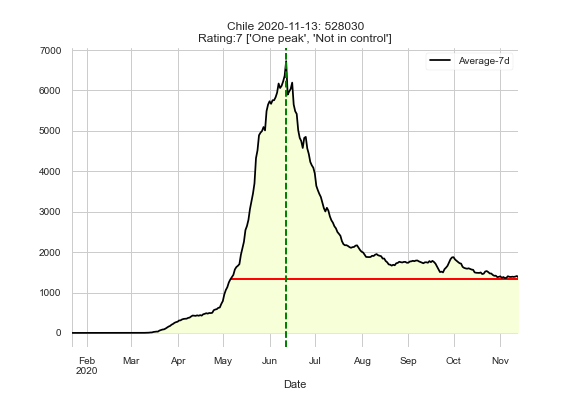 Chile 2020-11-13: 528030
Rating:7 ['One peak', 'Not in control']
Average-7d
7000
6000
5000
4000
3000
2000
1000
0
Feb Mar Apr May Jun Jul Aug Sep Oct Nov
2020
Date